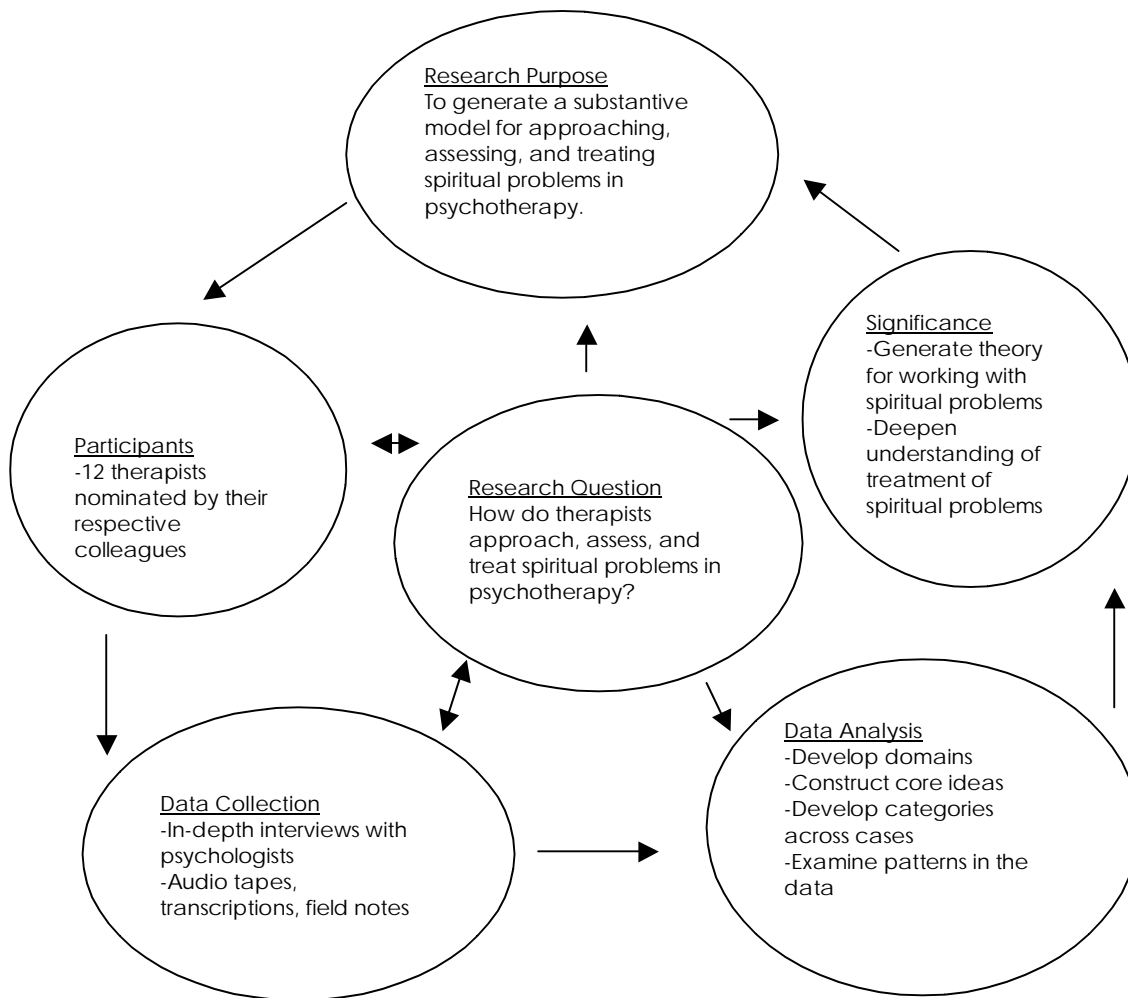 Research Purpose
To generate a substantive
model for approaching,
assessing, and treating
spiritual problems in
psychotherapy.
Significance
-Generate theory
for working with
spiritual problems
-Deepen
understanding of
treatment of
spiritual problems
Participants
-12 therapists
nominated by their
respective
colleagues
Research Question
How do therapists
approach, assess, and
treat spiritual problems in
psychotherapy?
Data Collection
-In-depth interviews with
psychologists
-Audio tapes,
transcriptions, field notes
Data Analysis
-Develop domains
-Construct core ideas
-Develop categories
across cases
-Examine patterns in the
data